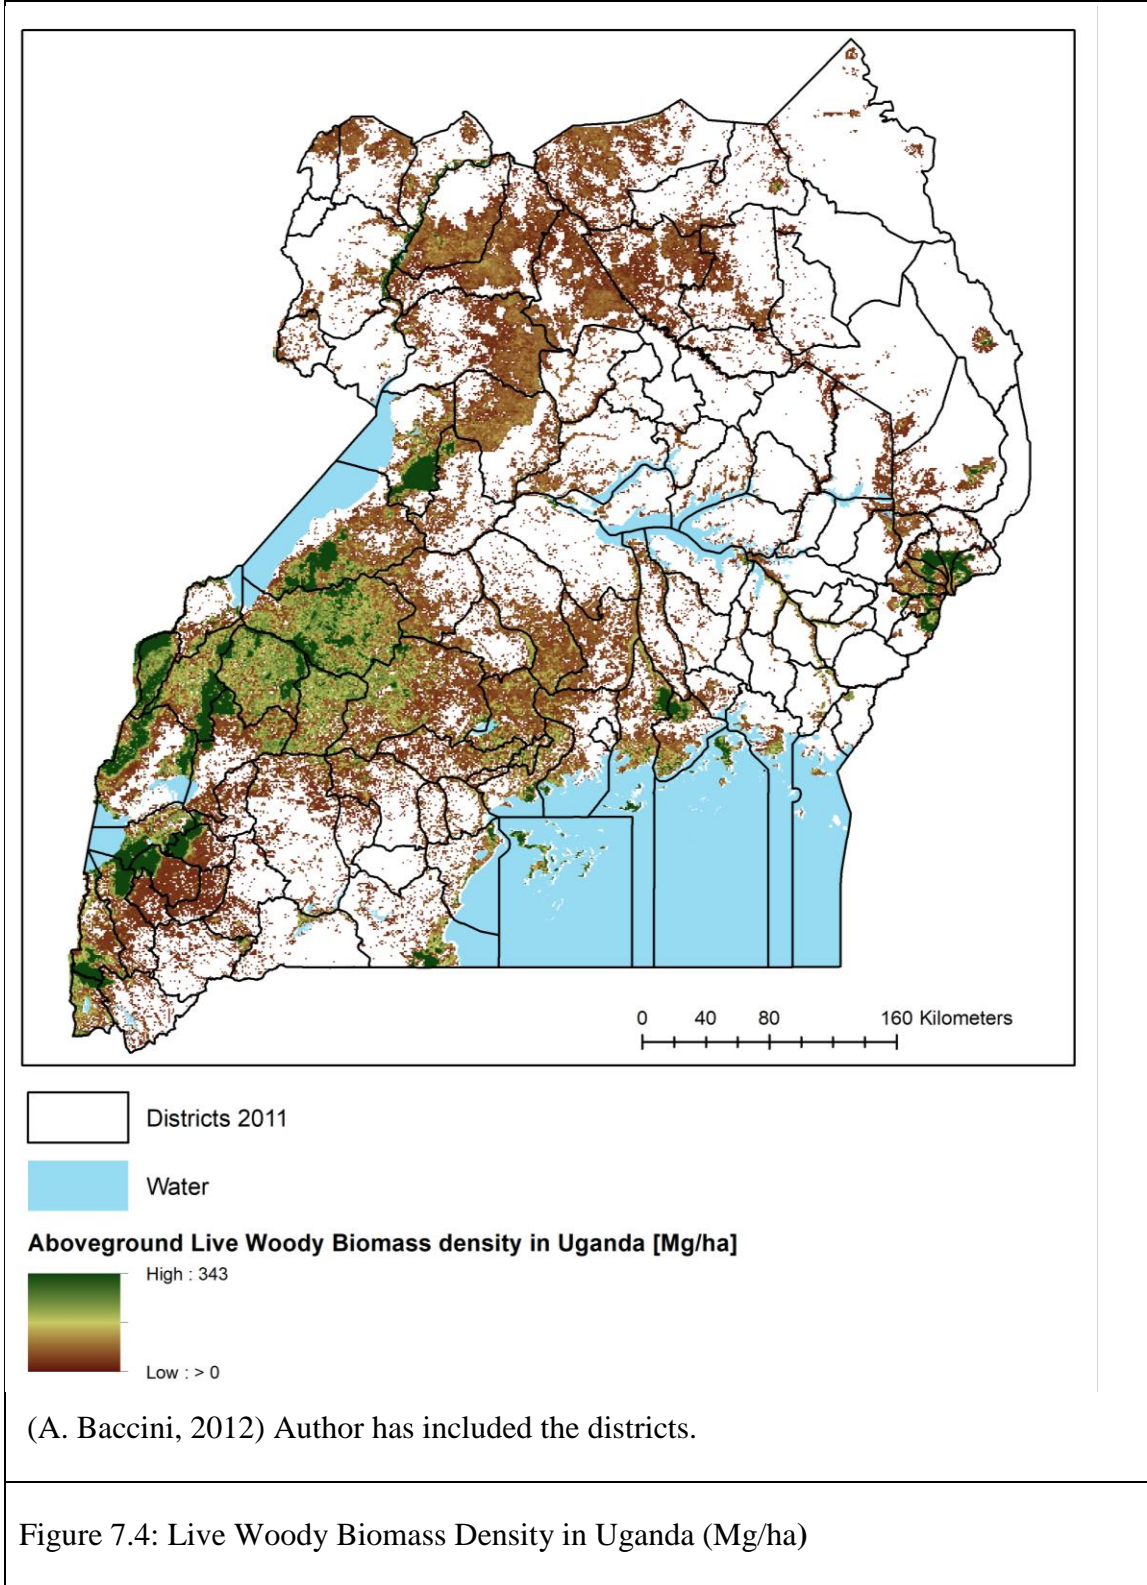 0 40 80 160 Kilometers
Districts 2011
Water
Aboveground Live Woody Biomass density in Uganda [Mg/ha]
High : 343
Low : > 0
(A. Baccini, 2012) Author has included the districts.
Figure 7.4: Live Woody Biomass Density in Uganda (Mg/ha)